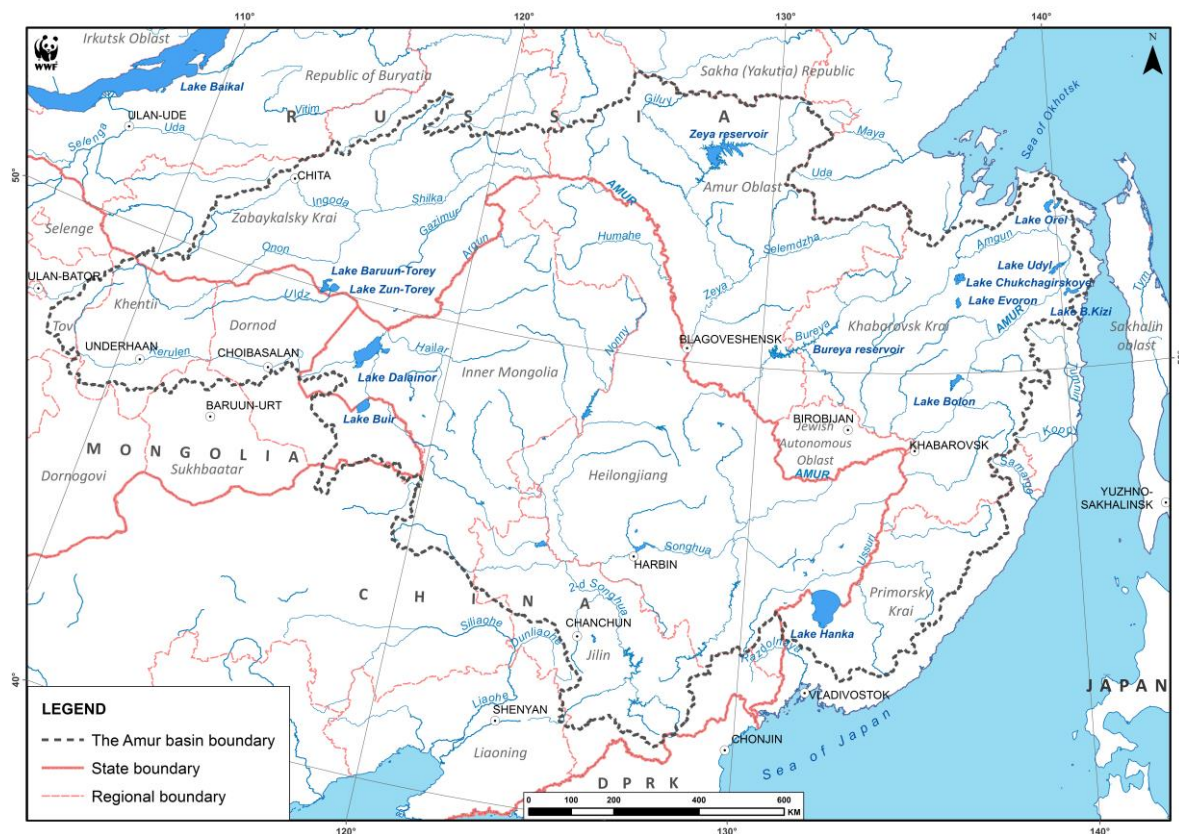 110°
120°
130°
140°
Irkutsk Oblast
WWF
Lake Baikal
Republic of Buryatia
Sakha (Yakutia) Republic
N
Sea of Okhotsk
ULAN-UDE
Uda
Selenga
Vitim
R U S S I A
Giluy
Zeya reservoir
Maya
Uda
50°
CHITA
Ingoda
Shilka
Zabaykalsky Krai
Gazimur
Argun
AMUR
Amur Oblast
Selemdzha
Lake Orel
Amgun
Selenge
ULAN-BATOR
Onon
Khentii
Uldz
Lake Baruun-Torey
Lake Zun-Torey
Humahe
Zeya
Lake Udyl
Lake Chukchagirskoye
Lake Evoron
AMUR
Lake B.Kizi
Tym
Tov
Dornod
UNDERHAAN
Kerulen
CHOIBASALAN
Hailar
Lake Dalainor
Inner Mongolia
Nonny
BLAGOVESHENSK
Bureya
Bureya reservoir
Khabarovsk Krai
Sakhalin
oblast
Tumnin
BARUUN-URT
Lake Buir
Lake Bolon
BIROBIJAN
Jewish
Autonomous
Oblast
AMUR
KHABAROVSK
Koppy
Samarga
M O N G O L I A
Dornogovi
Sukhbaatar
Heilongjiang
YUZHNO-
SAKHALINSK
Songhua
HARBIN
Ussuri
C H I N A
2-d Songhua
Primorsky
Krai
Lake Hanka
Siliaohe
Dunliaohe
CHANCHUN
Jilin
Razdolnaya
40°
Liaohe
SHENYAN
Liaoning
VLADIVOSTOK
JAPAN
CHONJIN
Sea of Japan
D P R K
LEGEND
The Amur basin boundary
State boundary
Regional boundary
0 100 200 400 600
KM
120°
130°
140°